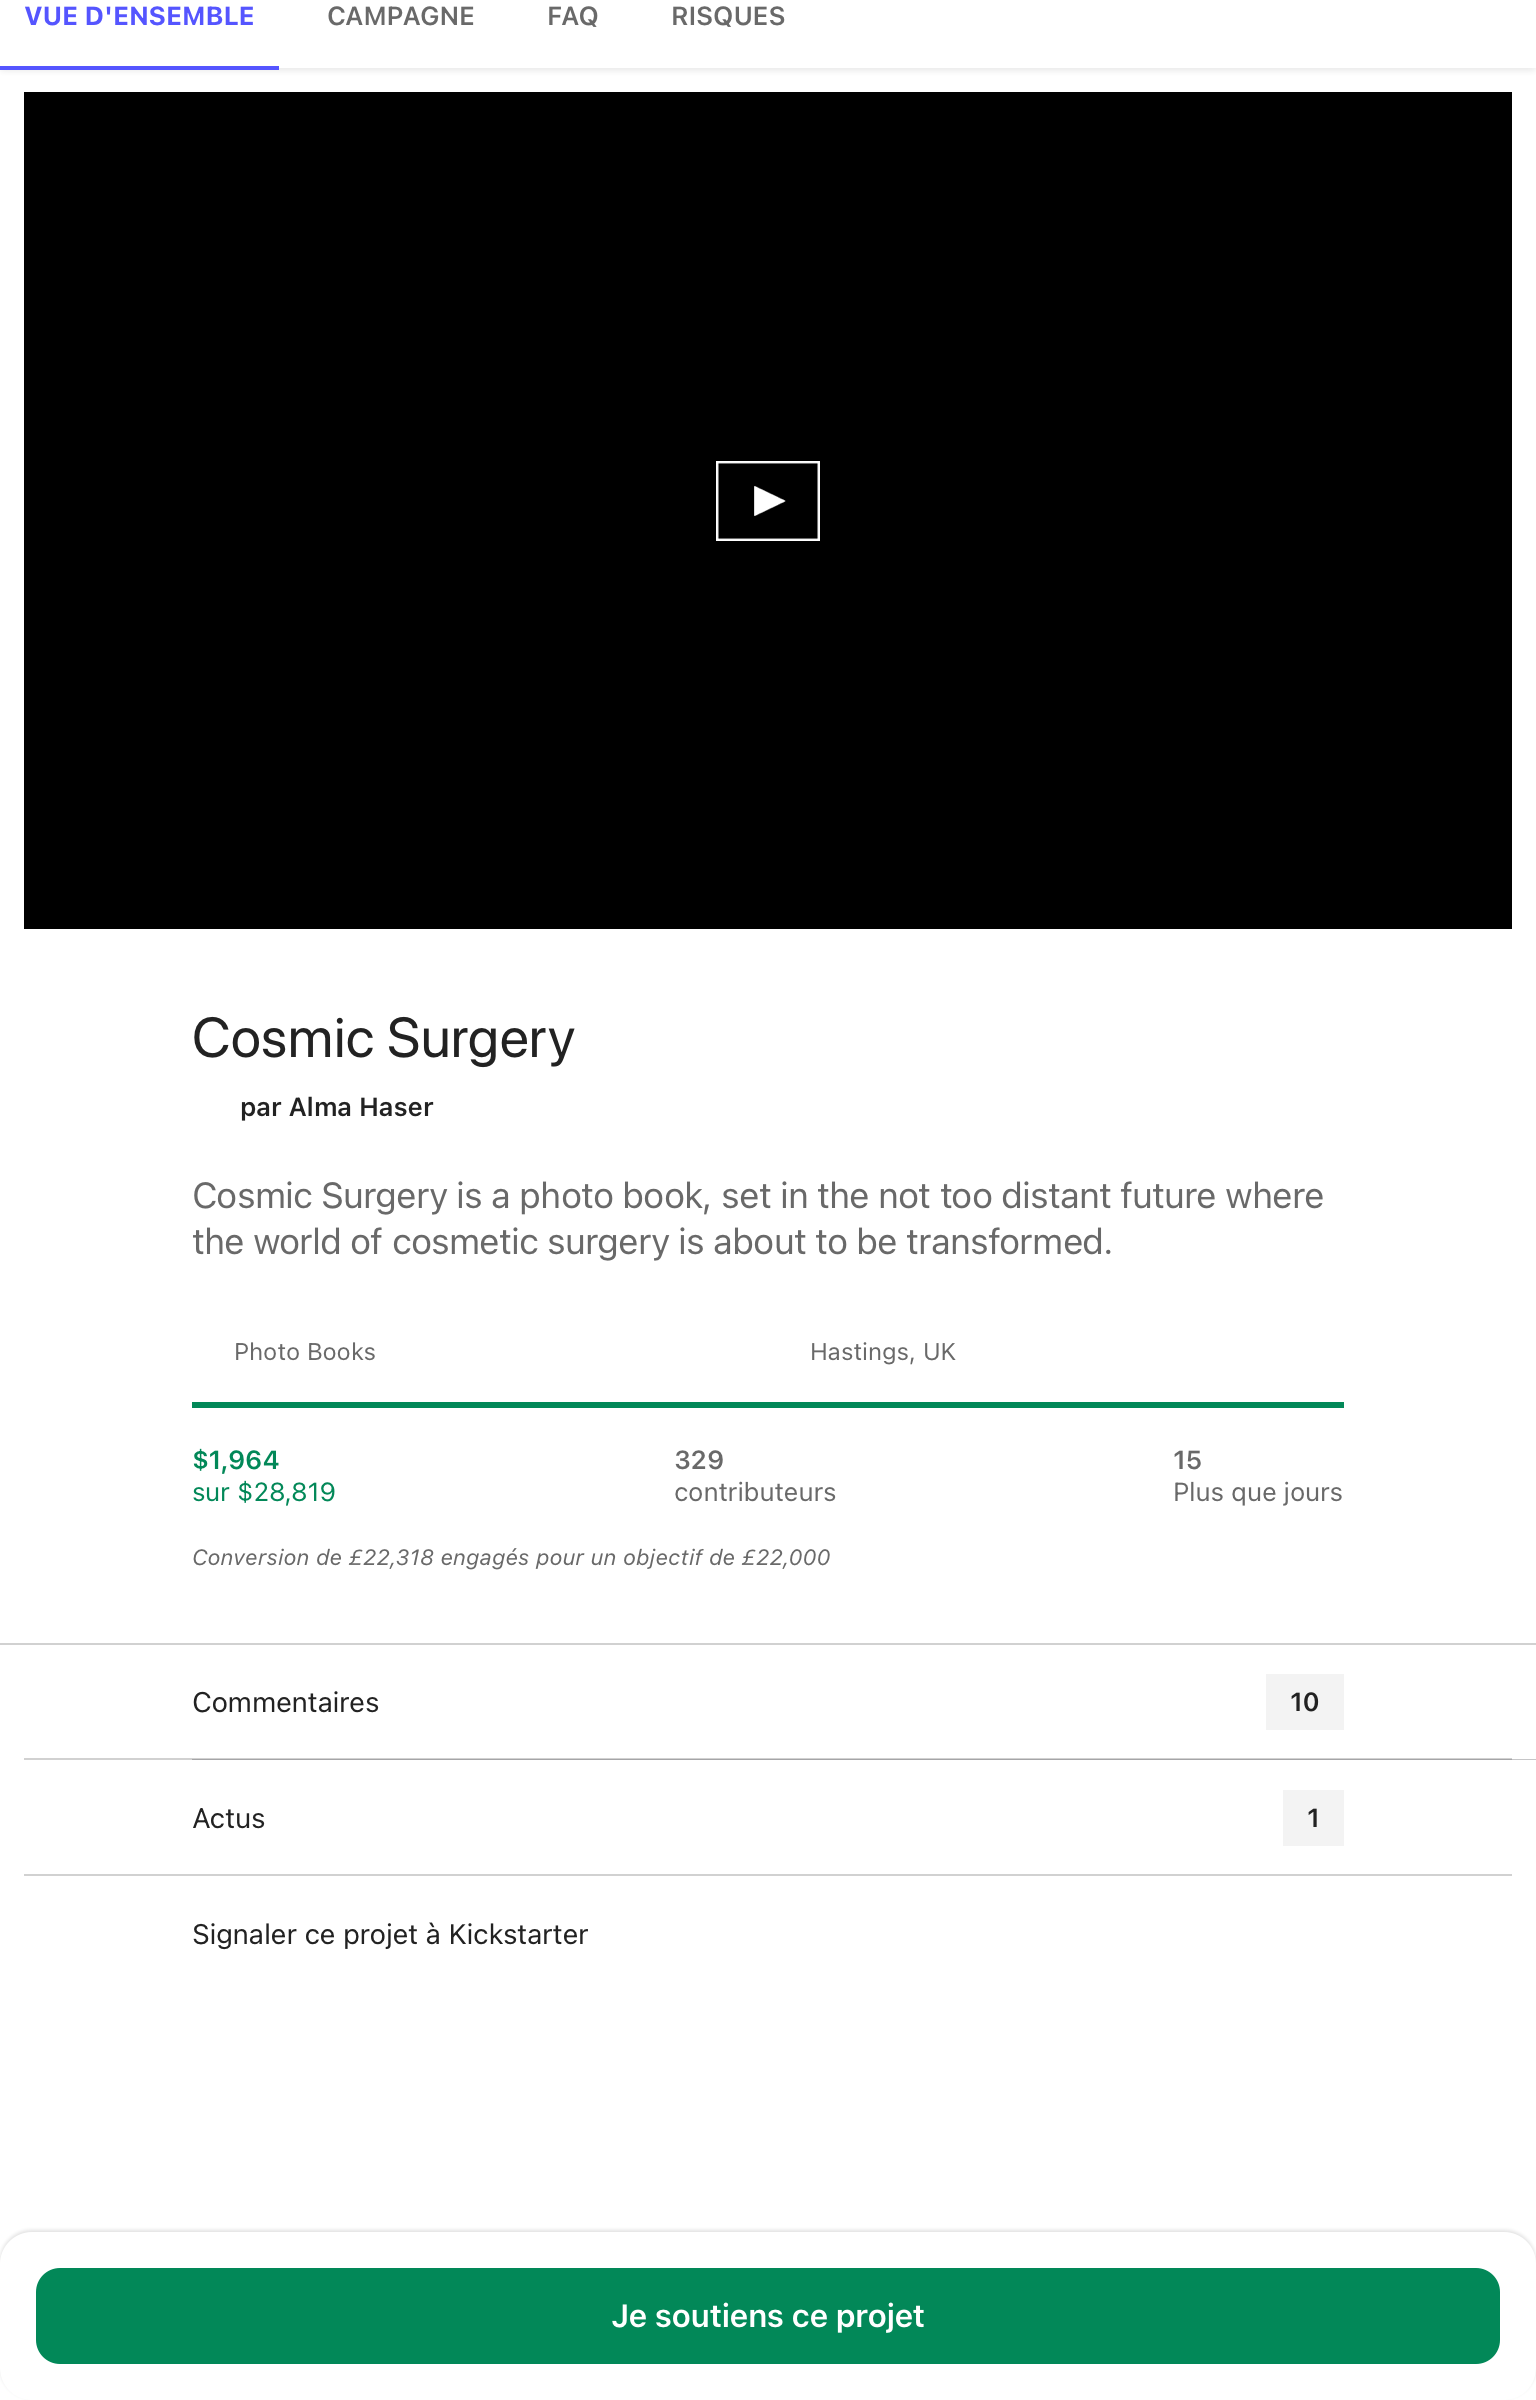 VUE D'ENSEMBLE CAMPAGNE FAQ RISQUES
Cosmic Surgery
par Alma Haser
Cosmic Surgery is a photo book, set in the not too distant future where
the world of cosmetic surgery is about to be transformed.
Photo Books Hastings, UK
$1,964 329 15
sur $28,819 contributeurs Plus que jours
Conversion de £22,318 engagés pour un objectif de £22,000
Commentaires 10
Actus 1
Signaler ce projet à Kickstarter
Je soutiens ce projet